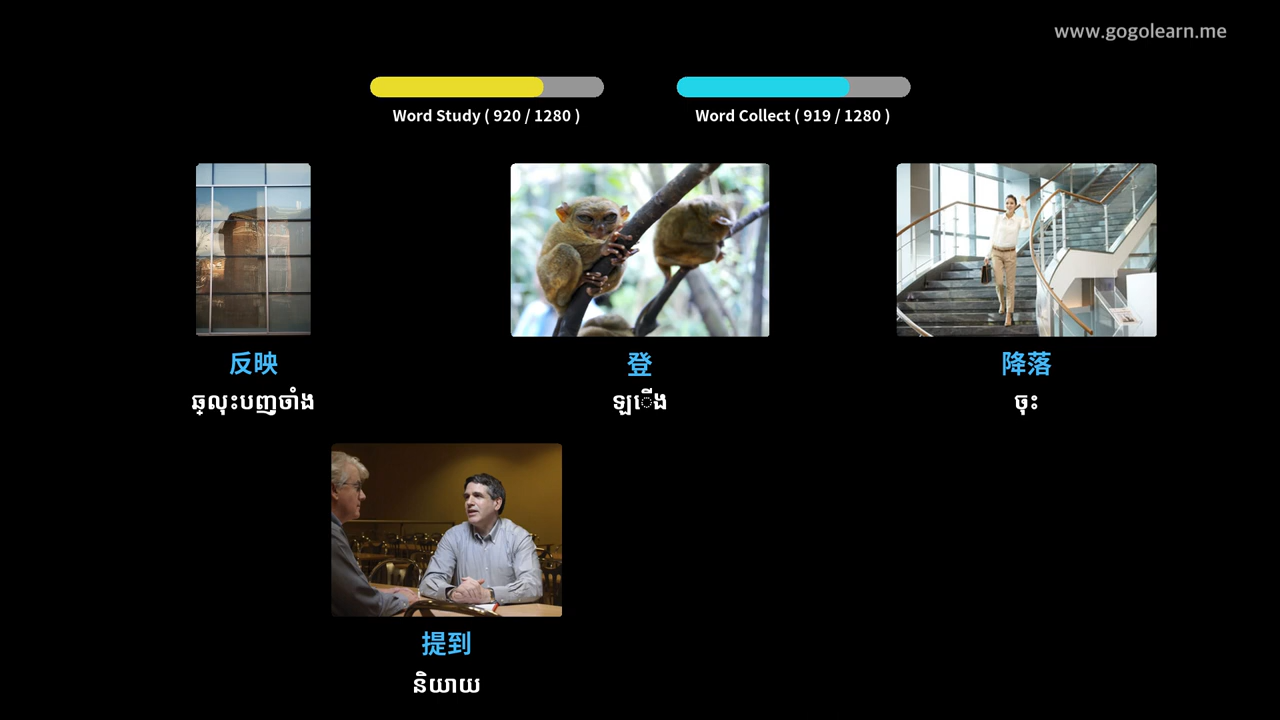 www.gogolearn.me
Word Study ( 920 / 1280 )
Word Collect ( 919 / 1280 )
反映
ឆ្លុះបញ្ចាំង
登
ឡើង
降落
ចុះ
提到
និយាយ